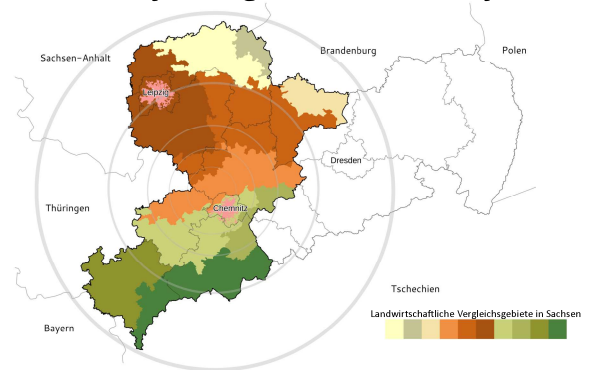 Sachsen-Anhalt
Brandenburg
Polen
Leipzig
Dresden
Thüringen
Chemnitz
Tschechien
Landwirtschaftliche Vergleichsgebiete in Sachsen
Bayern